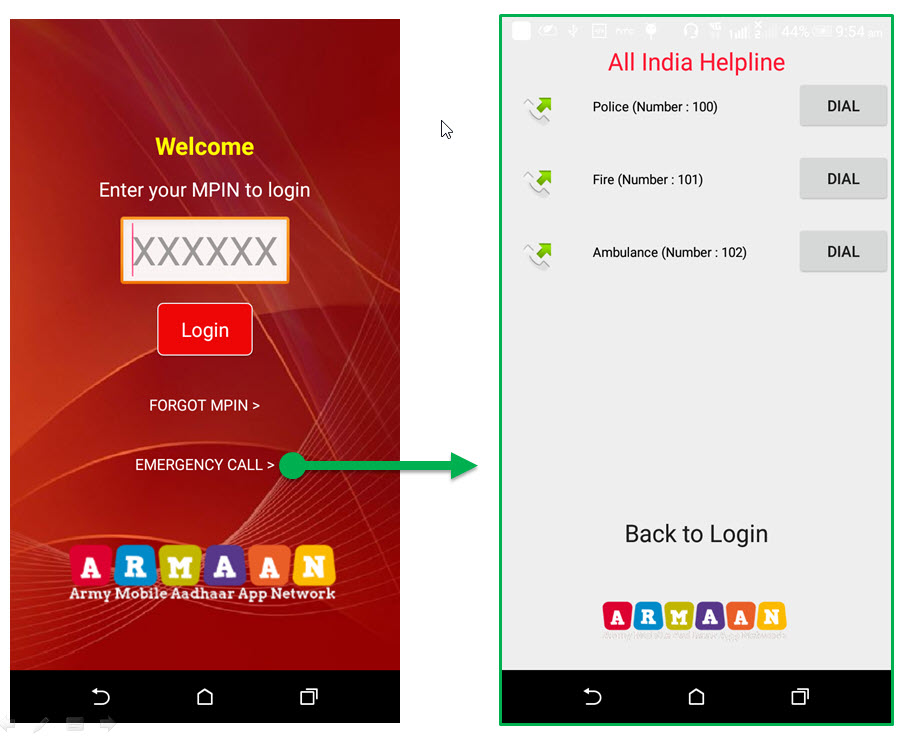 Welcome
Enter your MPIN to login
XXXXXX
Login
FORGOT MPIN >
EMERGENCY CALL >
ARMAAN
Army Mobile Aadhaar App Network
44% 9:54 am
All India Helpline
Police (Number : 100) DIAL
Fire (Number : 101) DIAL
Ambulance (Number : 102) DIAL
Back to Login
ARMAAN